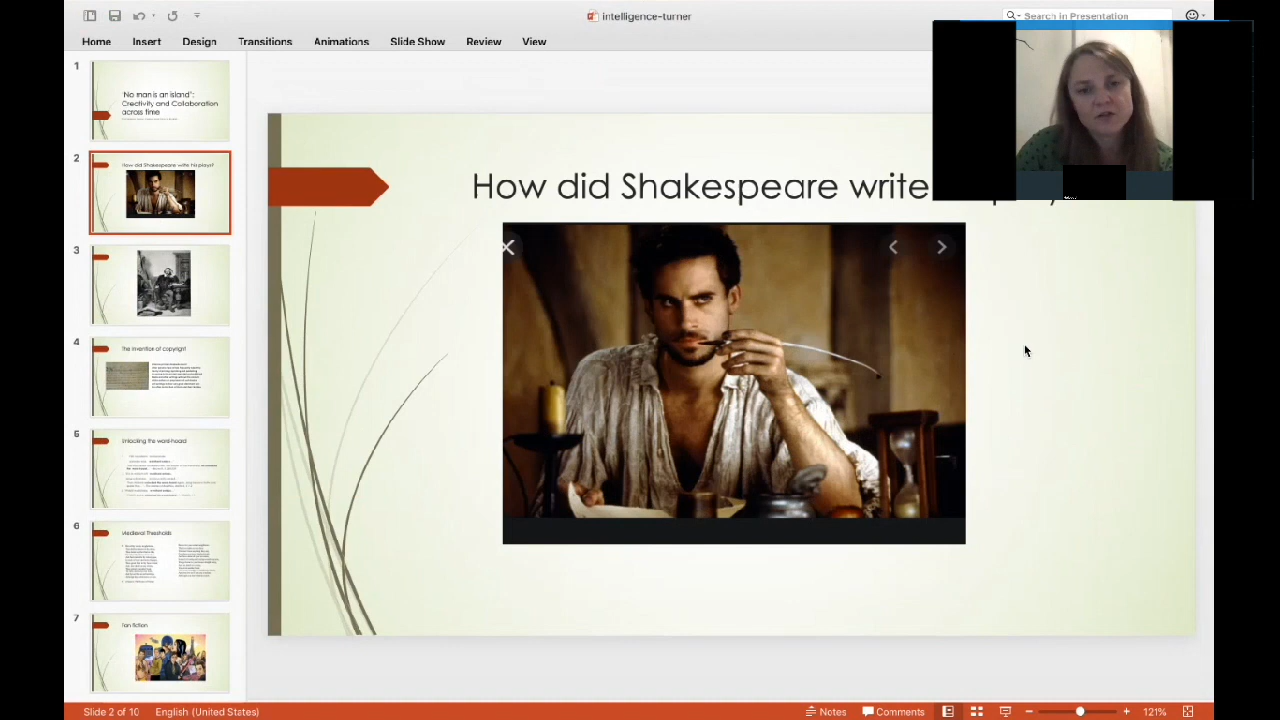 intelligence-turner
Search in Presentation
Home Insert Design Transitions Animations Slide Show Review View
1
'No man is an island':
Creativity and Collaboration
across time
2
How did Shakespeare write his plays?
3
4
The invention of copyright
5
Unlocking the word-hoard
6
Medieval Thresholds
7
Fan fiction
How did Shakespeare write
Slide 2 of 10 English (United States) Notes Comments 121%